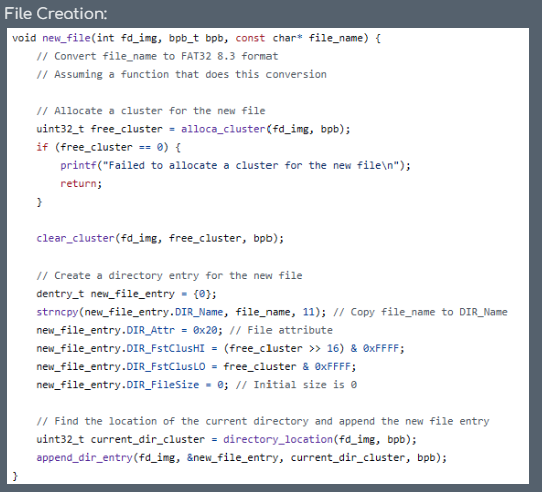 File Creation:
void new_file(int fd_img, bpb_t bpb, const char* file_name) {
    // Convert file_name to FAT32 8.3 format
    // Assuming a function that does this conversion

    // Allocate a cluster for the new file
    uint32_t free_cluster = alloca_cluster(fd_img, bpb);
    if (free_cluster == 0) {
        printf("Failed to allocate a cluster for the new file\n");
        return;
    }

    clear_cluster(fd_img, free_cluster, bpb);

    // Create a directory entry for the new file
    dentry_t new_file_entry = {0};
    strncpy(new_file_entry.DIR_Name, file_name, 11); // Copy file_name to DIR_Name
    new_file_entry.DIR_Attr = 0x20; // File attribute
    new_file_entry.DIR_FstClusHI = (free_cluster >> 16) & 0xFFFF;
    new_file_entry.DIR_FstClusLO = free_cluster & 0xFFFF;
    new_file_entry.DIR_FileSize = 0; // Initial size is 0

    // Find the location of the current directory and append the new file entry
    uint32_t current_dir_cluster = directory_location(fd_img, bpb);
    append_dir_entry(fd_img, &new_file_entry, current_dir_cluster, bpb);
}